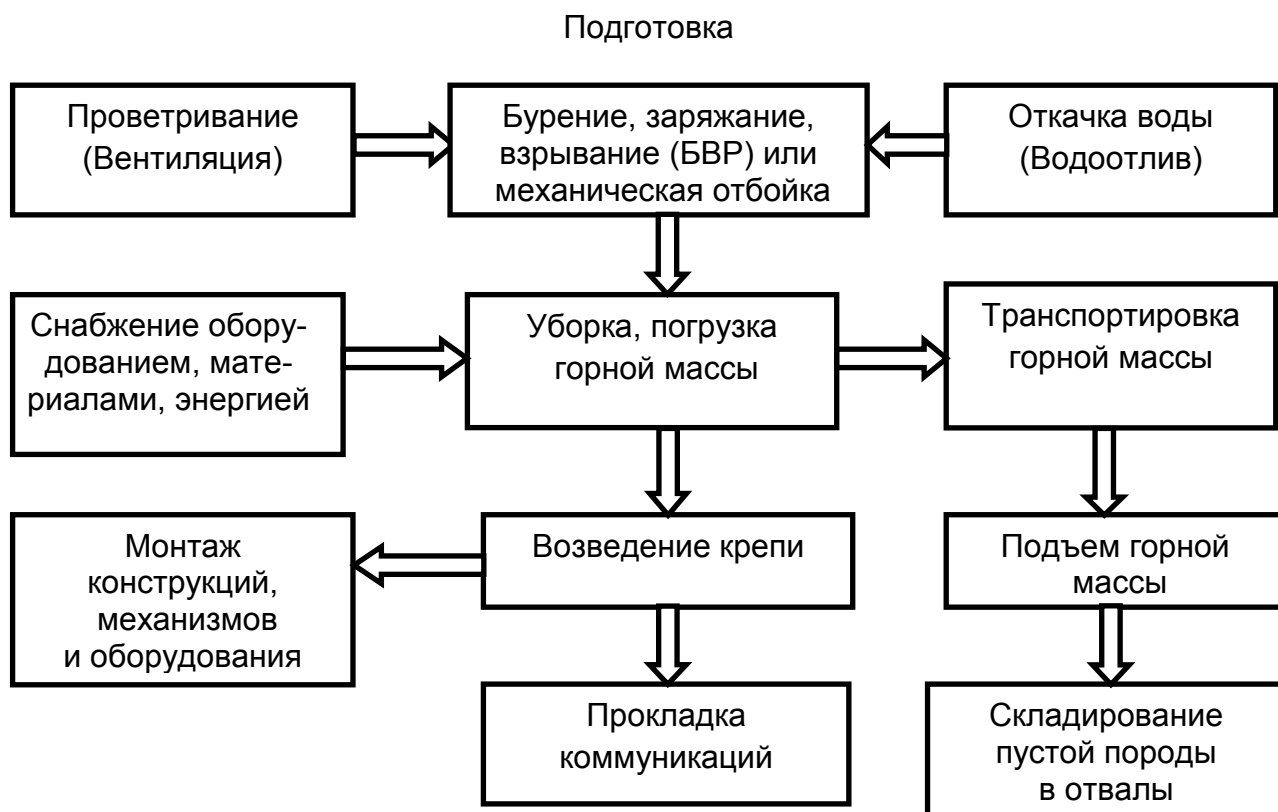 Подготовка
Проветривание
(Вентиляция)
Бурение, заряжание,
взрывание (БВР) или
механическая отбойка
Откачка воды
(Водоотлив)
Снабжение обору-
дованием, мате-
риалами, энергией
Уборка, погрузка
горной массы
Транспортировка
горной массы
Монтаж
конструкций,
механизмов
и оборудования
Возведение крепи
Подъем горной
массы
Прокладка
коммуникаций
Складирование
пустой породы
в отвалы